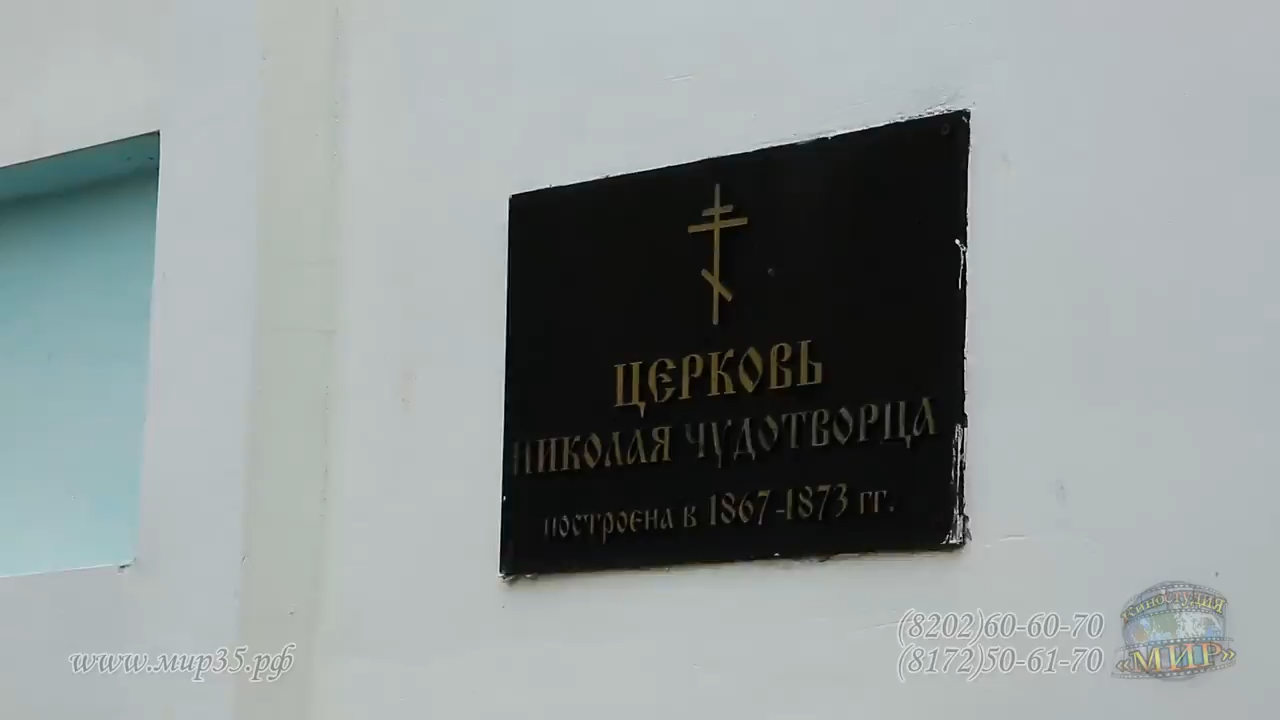 ЦЕРКОВЬ
НИКОЛАЯ ЧУДОТВОРЦА
построена в 1867-1873 гг.
www.мир35.рф
(8202)60-60-70
(8172)50-61-70
КИНОСТУДИЯ
«МИР»